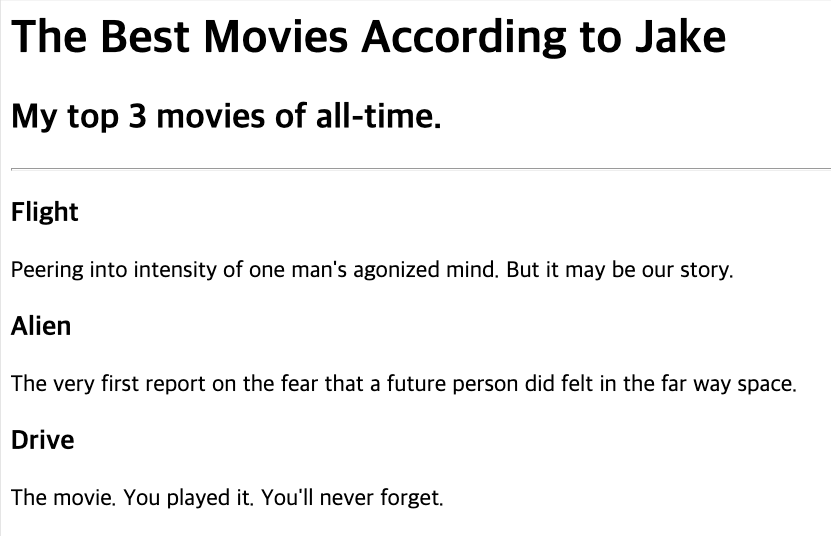 The Best Movies According to Jake
My top 3 movies of all-time.
Flight
Peering into intensity of one man's agonized mind. But it may be our story.
Alien
The very first report on the fear that a future person did felt in the far way space.
Drive
The movie. You played it. You'll never forget.